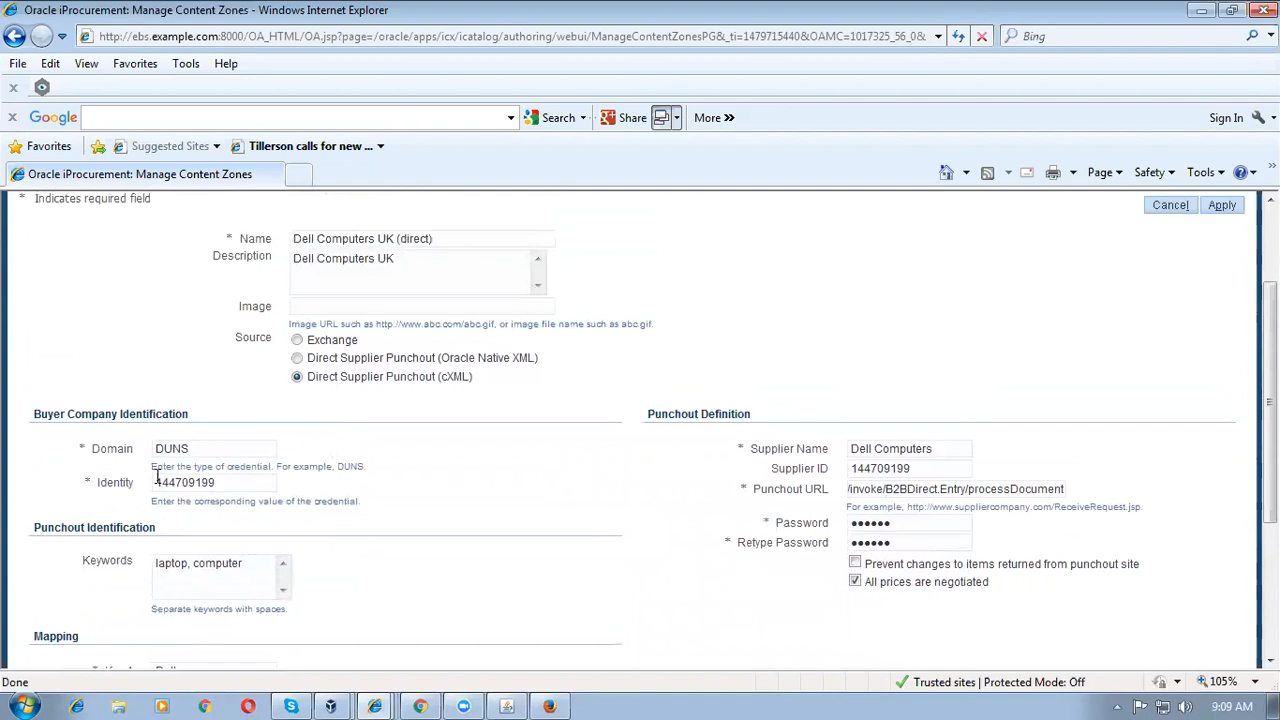 Oracle iProcurement: Manage Content Zones - Windows Internet Explorer
http://ebs.example.com:8000/OA_HTML/OA.jsp?page=/oracle/apps/icx/icatalog/authoring/webui/ManageContentZonesPG&_ti=1479715440&OAMC=1017325_56_0& Bing
File Edit View Favorites Tools Help
x
x Google Search Share More » Sign In
Favorites Suggested Sites Tillerson calls for new ...
Oracle iProcurement: Manage Content Zones Page Safety Tools »
* Indicates required field Cancel Apply
* Name Dell Computers UK (direct)
Description Dell Computers UK
Image
Image URL such as http://www.abc.com/abc.gif, or image file name such as abc.gif.
Source Exchange
Direct Supplier Punchout (Oracle Native XML)
Direct Supplier Punchout (cXML)
Buyer Company Identification
* Domain DUNS
Enter the type of credential. For example, DUNS.
* Identity 144709199
Enter the corresponding value of the credential.
Punchout Identification
Keywords laptop, computer
Separate keywords with spaces
Mapping
Punchout Definition
* Supplier Name Dell Computers
Supplier ID 144709199
* Punchout URL /invoke/B2BDirect.Entry/processDocument
For example, http://www.suppliercompany.com/ReceiveRequest.jsp.
* Password ••••••
* Retype Password ••••••
Prevent changes to items returned from punchout site
All prices are negotiated
Done Trusted sites | Protected Mode: Off 105%
9:09 AM